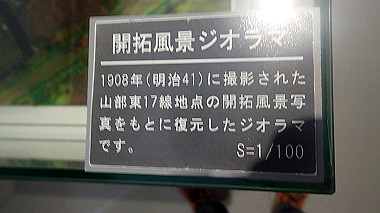 開拓風景ジオラマ
1908年(明治41)に撮影された
山部東17線地点の開拓風景写
真をもとに復元したジオラマ
です。 S=1/100